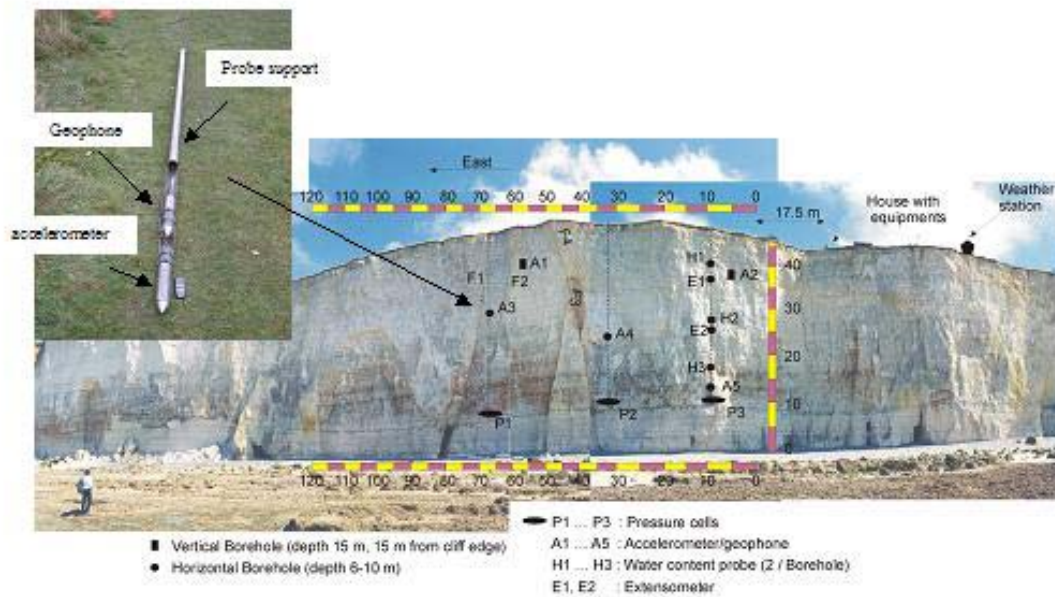 Probe support
Geophone
accelerometer
East
120 110 100 90 80 70 60 50 40 30 20 10 0
17.5 m
House with
equipments
Weather
station
H1
A1
F1
F2
E1
A2
40
A3
30
H2
E2
A4
20
H3
A5
10
P1
P2
P3
0
120 110 100 90 80 70 60 50 40 30 20 10 0
Vertical Borehole (depth 15 m, 15 m from cliff edge)
Horizontal Borehole (depth 6-10 m)
P1 ... P3 : Pressure cells
A1 ... A5 : Accelerometer/geophone
H1 ... H3 : Water content probe (2 / Borehole)
E1, E2 : Extensometer